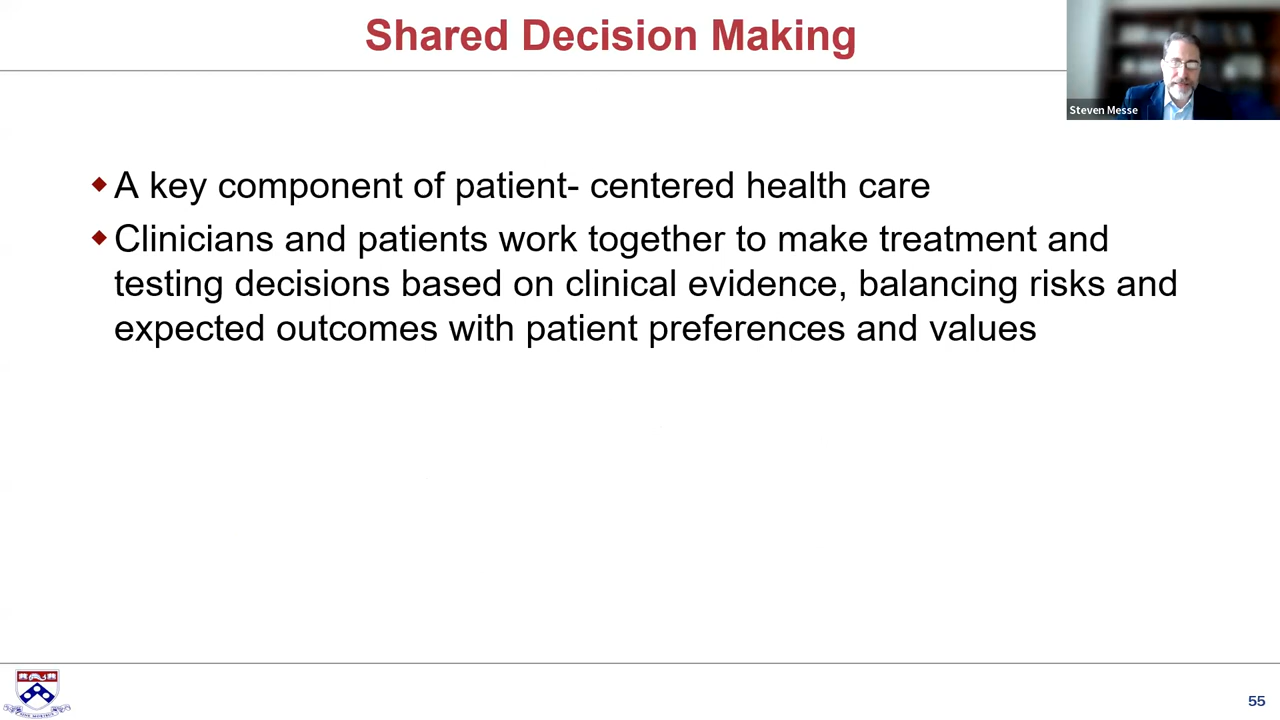 Shared Decision Making
Steven Messe
A key component of patient- centered health care
Clinicians and patients work together to make treatment and
testing decisions based on clinical evidence, balancing risks and
expected outcomes with patient preferences and values
55